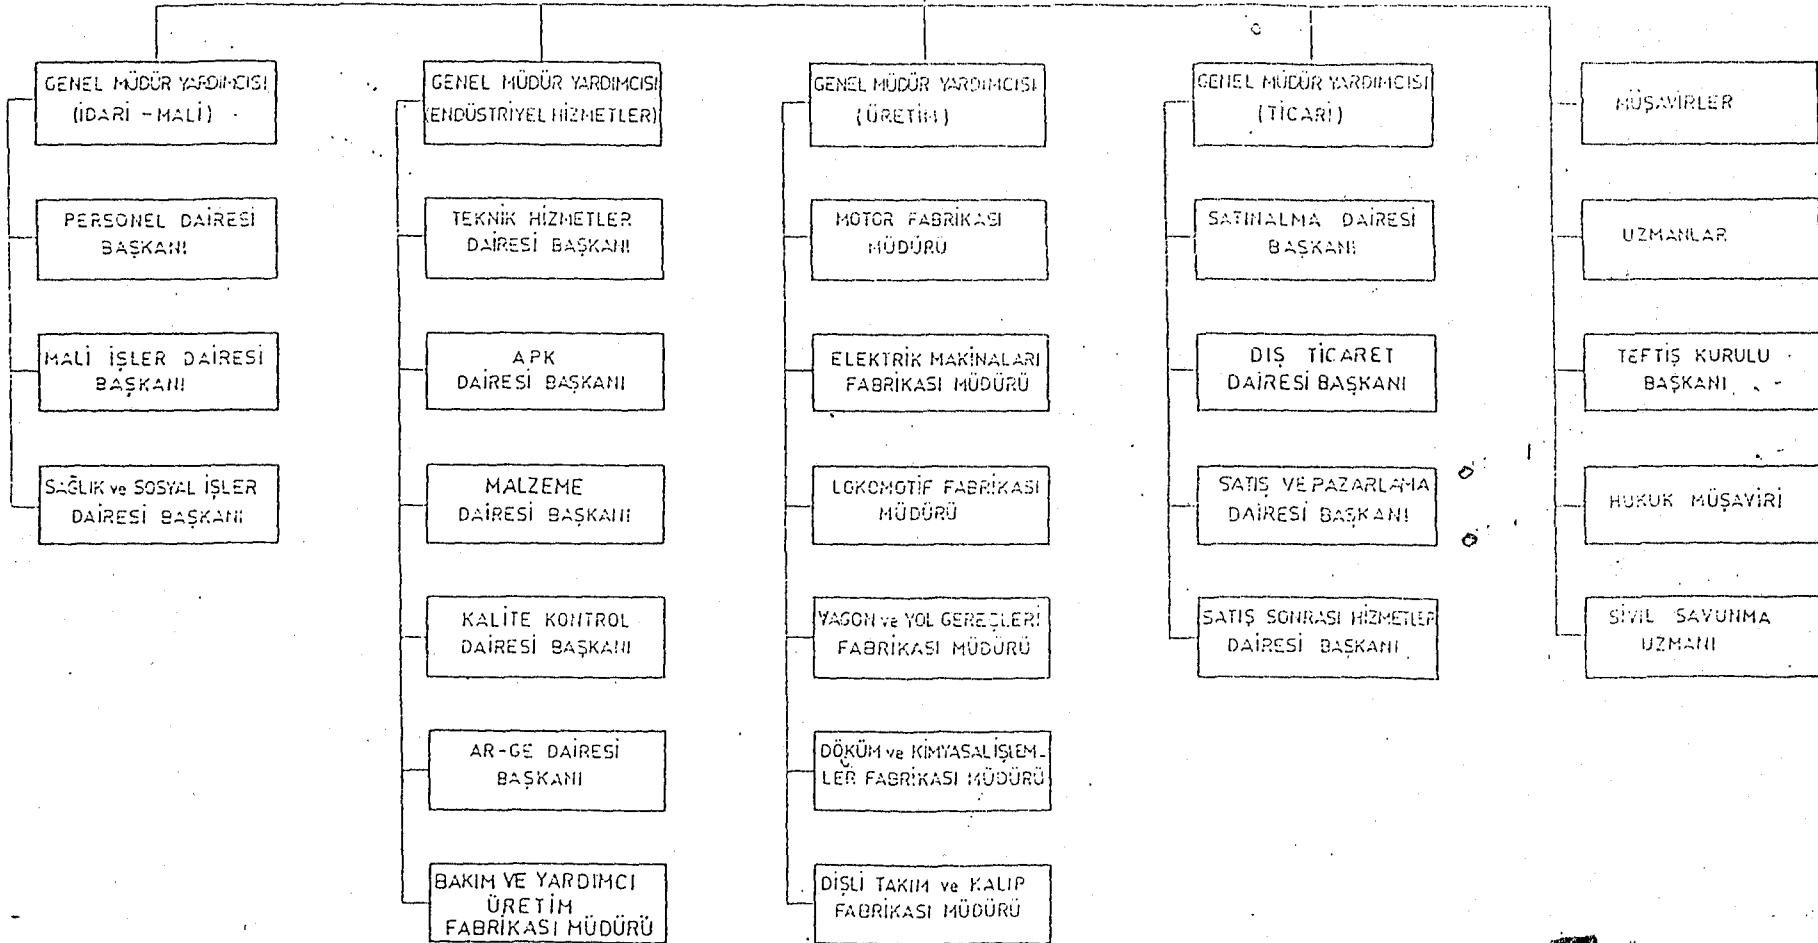 GENEL MÜDÜR YARDIMCISI
(İDARİ - MALİ)
PERSONEL DAİRESİ
BAŞKANI
MALİ İŞLER DAİRESİ
BAŞKANI
SAĞLIK ve SOSYAL İŞLER
DAİRESİ BAŞKANI
GENEL MÜDÜR YARDIMCISI
(ENDÜSTRİYEL HİZMETLER)
TEKNİK HİZMETLER
DAİRESİ BAŞKANI
APK
DAİRESİ BAŞKANI
MALZEME
DAİRESİ BAŞKANI
KALİTE KONTROL
DAİRESİ BAŞKANI
AR-GE DAİRESİ
BAŞKANI
BAKIM VE YARDIMCI
ÜRETİM
FABRİKASI MÜDÜRÜ
GENEL MÜDÜR YARDIMCISI
(ÜRETİM)
MOTOR FABRİKASI
MÜDÜRÜ
ELEKTRİK MAKİNALARI
FABRİKASI MÜDÜRÜ
LOKOMOTİF FABRİKASI
MÜDÜRÜ
VAGON ve YOL GEREÇLERİ
FABRİKASI MÜDÜRÜ
DÖKÜM ve KİMYASAL İŞLEM-
LER FABRİKASI MÜDÜRÜ
DİŞLİ TAKIM ve KALIP
FABRİKASI MÜDÜRÜ
GENEL MÜDÜR YARDIMCISI
(TİCARİ)
SATINALMA DAİRESİ
BAŞKANI
DIŞ TİCARET
DAİRESİ BAŞKANI
SATIŞ VE PAZARLAMA
DAİRESİ BAŞKANI
SATIŞ SONRASI HİZMETLER
DAİRESİ BAŞKANI
MÜŞAVİRLER
UZMANLAR
TEFTİŞ KURULU
BAŞKANI
HUKUK MÜŞAVİRİ
SİVİL SAVUNMA
UZMANI